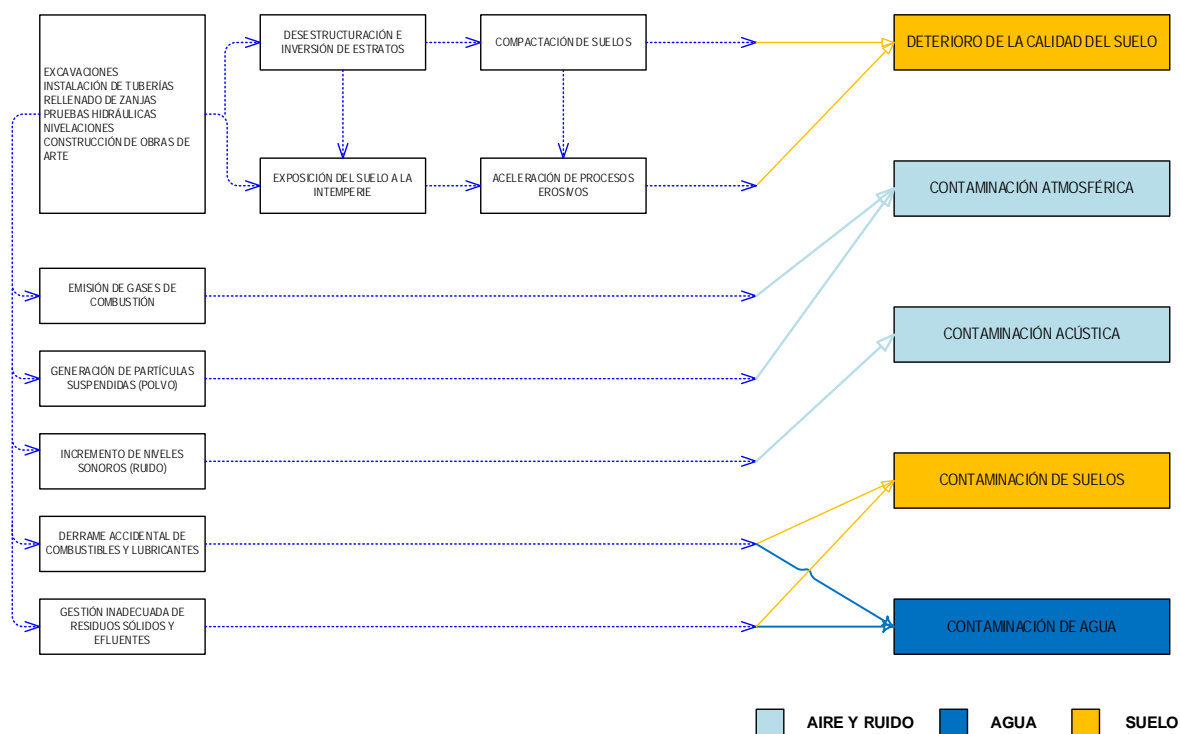 EXCAVACIONES
INSTALACIÓN DE TUBERÍAS
RELLENADO DE ZANJAS
PRUEBAS HIDRÁULICAS
NIVELACIONES
CONSTRUCCIÓN DE OBRAS DE
ARTE
DESESTRUCTURACIÓN E
INVERSIÓN DE ESTRATOS
COMPACTACIÓN DE SUELOS
DETERIORO DE LA CALIDAD DEL SUELO
EXPOSICIÓN DEL SUELO A LA
INTEMPERIE
ACELERACIÓN DE PROCESOS
EROSIVOS
CONTAMINACIÓN ATMOSFÉRICA
EMISIÓN DE GASES DE
COMBUSTIÓN
CONTAMINACIÓN ACÚSTICA
GENERACIÓN DE PARTÍCULAS
SUSPENDIDAS (POLVO)
INCREMENTO DE NIVELES
SONOROS (RUIDO)
CONTAMINACIÓN DE SUELOS
DERRAME ACCIDENTAL DE
COMBUSTIBLES Y LUBRICANTES
GESTIÓN INADECUADA DE
RESIDUOS SÓLIDOS Y
EFLUENTES
CONTAMINACIÓN DE AGUA
AIRE Y RUIDO
AGUA
SUELO